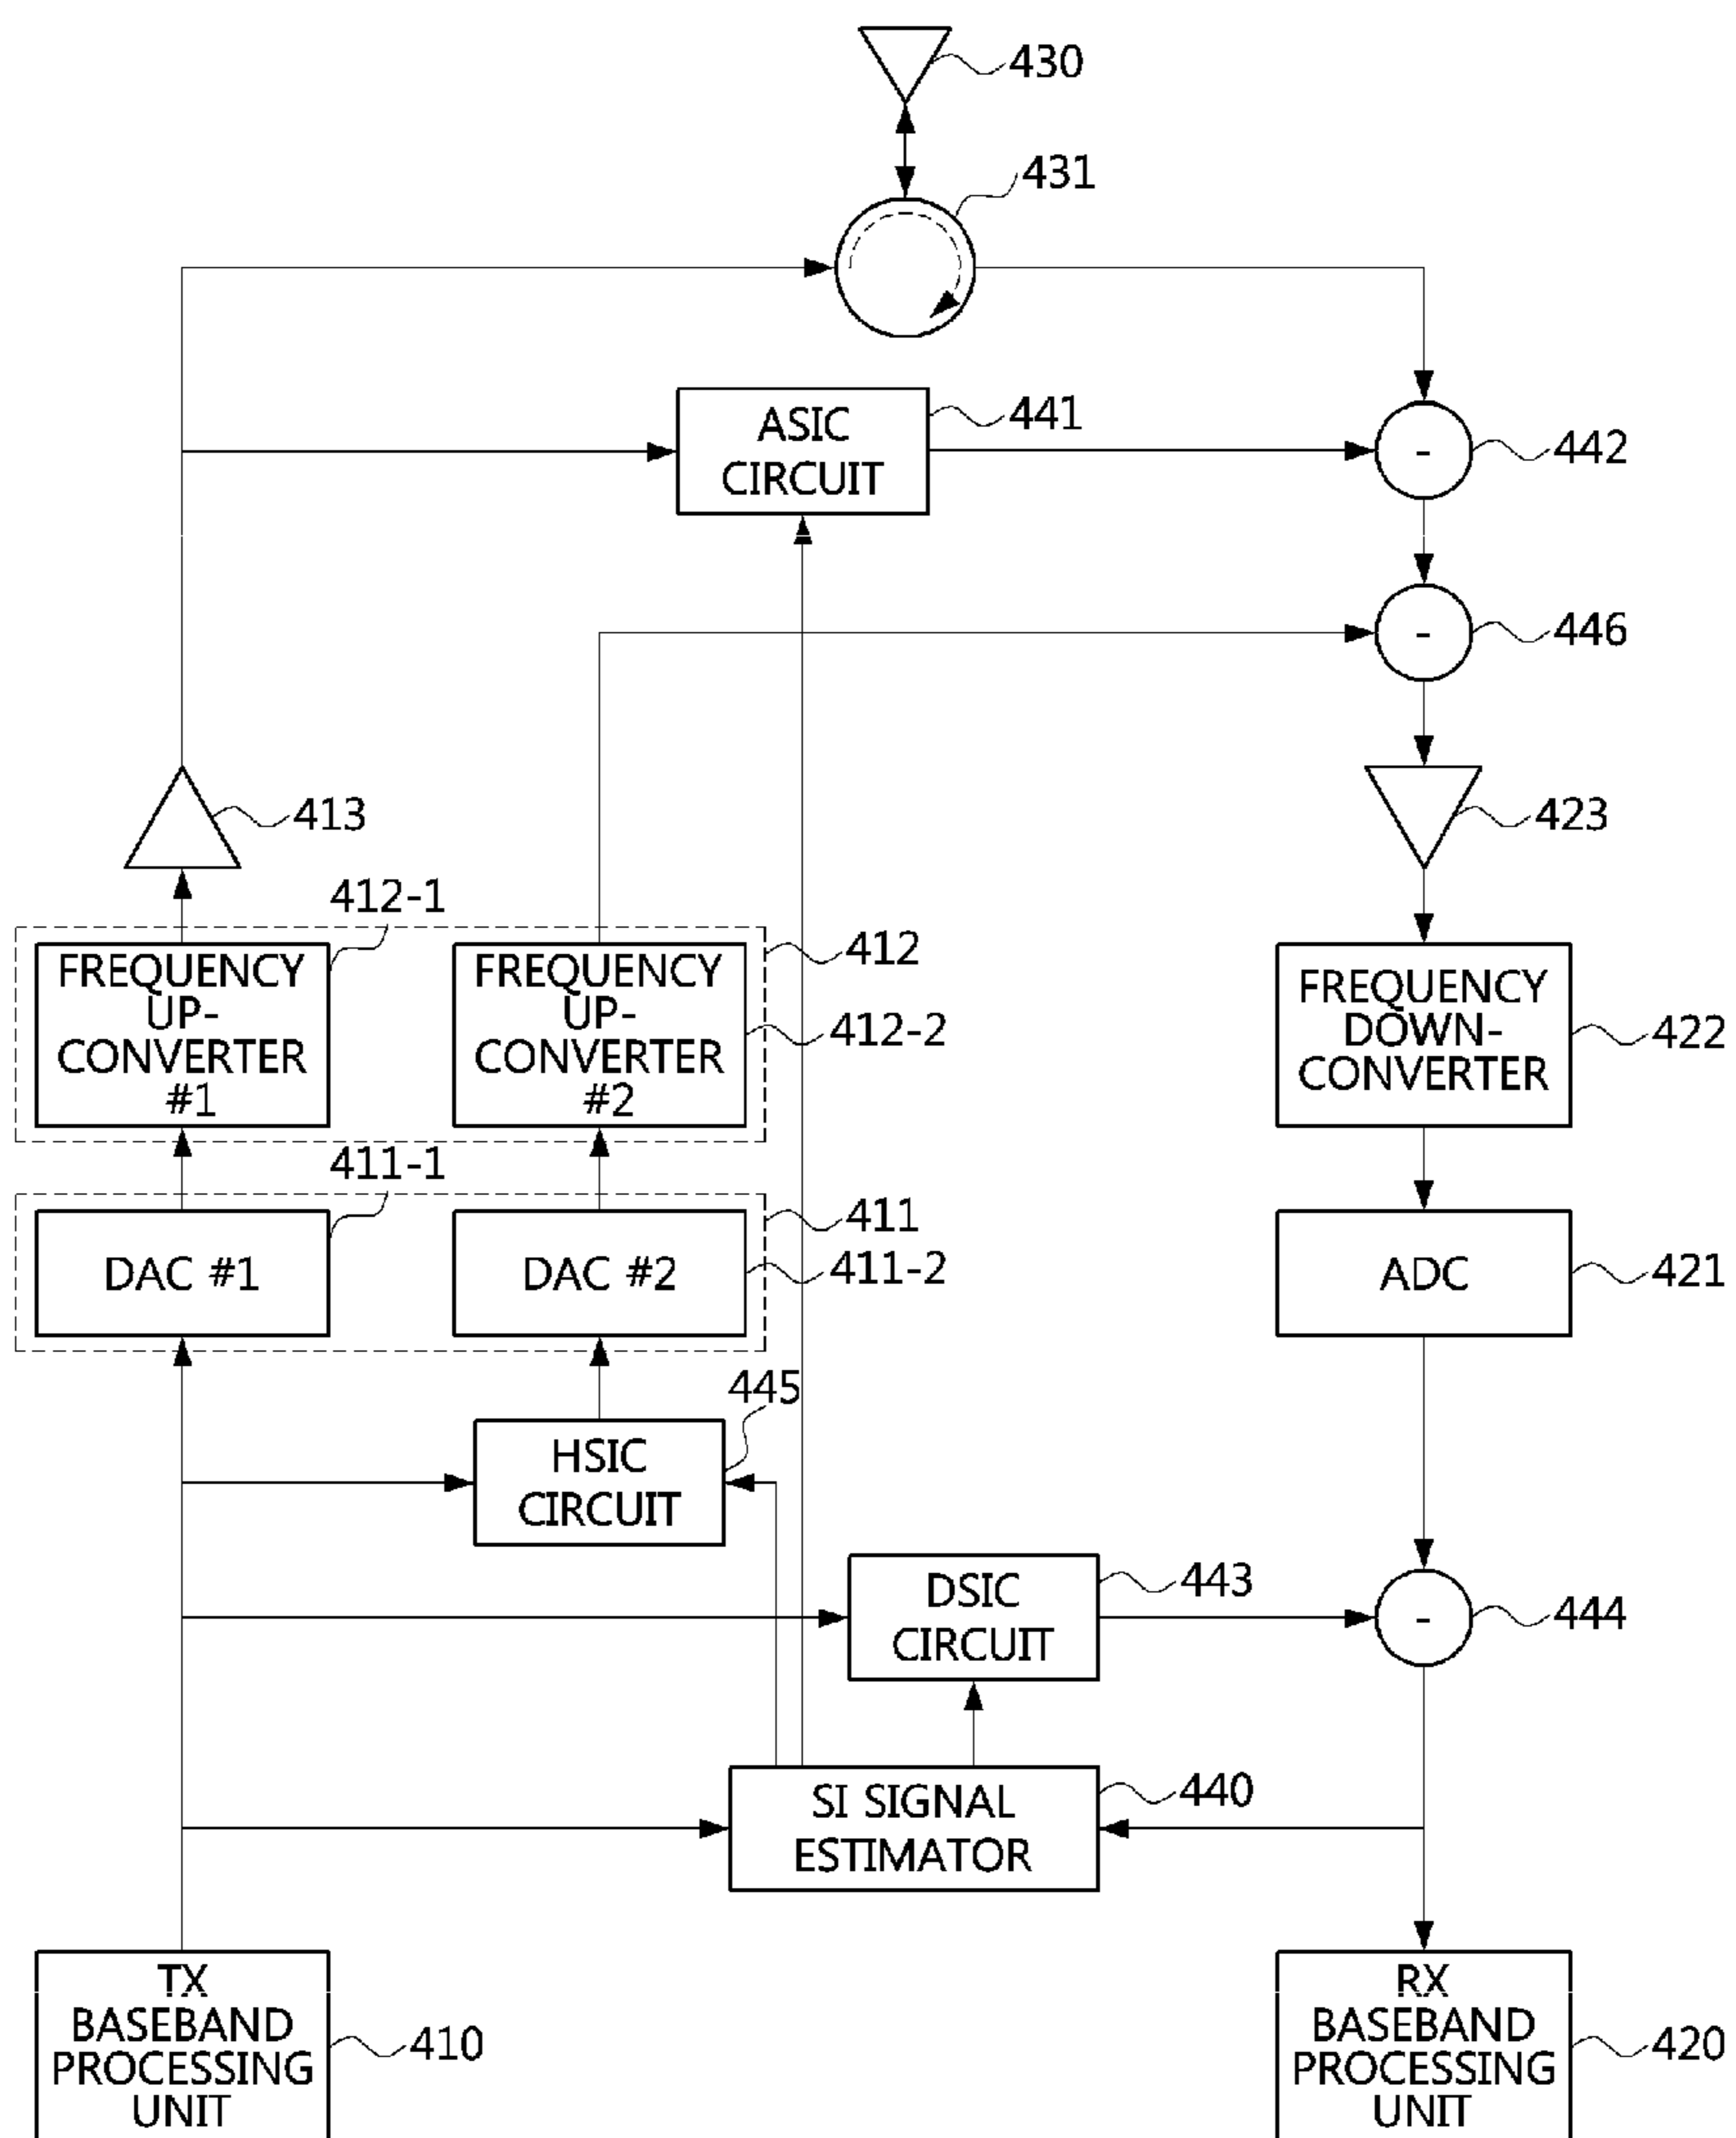 430
431
ASIC
CIRCUIT
441
-
442
-
446
413
423
412-1
FREQUENCY
UP-
CONVERTER
#1
FREQUENCY
UP-
CONVERTER
#2
412
412-2
FREQUENCY
DOWN-
CONVERTER
422
411-1
DAC #1
DAC #2
411
411-2
ADC
421
445
HSIC
CIRCUIT
DSIC
CIRCUIT
443
-
444
SI SIGNAL
ESTIMATOR
440
TX
BASEBAND
PROCESSING
UNIT
410
RX
BASEBAND
PROCESSING
UNIT
420